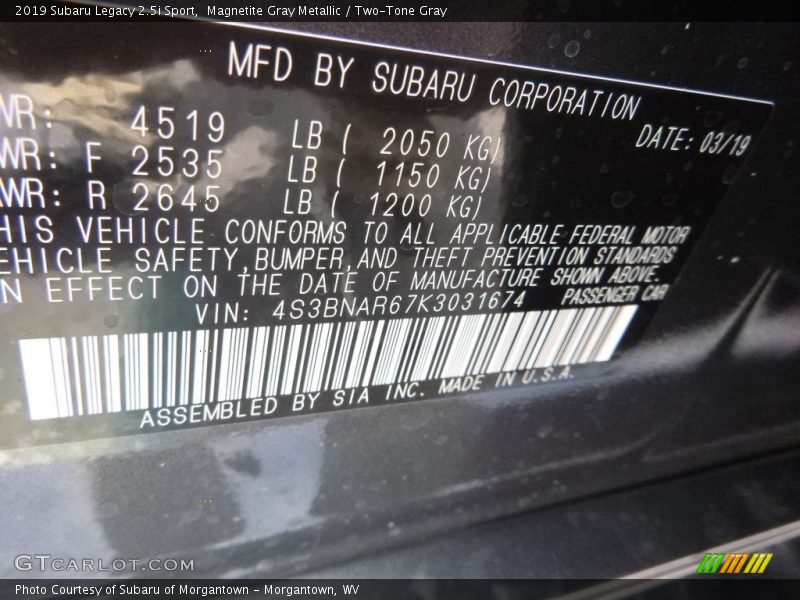 2019 Subaru Legacy 2.5i Sport,  Magnetite Gray Metallic / Two-Tone Gray
MFD BY SUBARU CORPORATION
WR: 4519 LB ( 2050 KG) DATE: 03/19
WR: F 2535 LB ( 1150 KG)
WR: R 2645 LB ( 1200 KG)
HIS VEHICLE CONFORMS TO ALL APPLICABLE FEDERAL MOTOR
EHICLE SAFETY,BUMPER,AND THEFT PREVENTION STANDARDS
N EFFECT ON THE DATE OF MANUFACTURE SHOWN ABOVE.
VIN: 4S3BNAR67K3031674 PASSENGER CAR
ASSEMBLED BY SIA INC. MADE IN U.S.A.
GTCARLOT.COM
Photo Courtesy of Subaru of Morgantown - Morgantown, WV